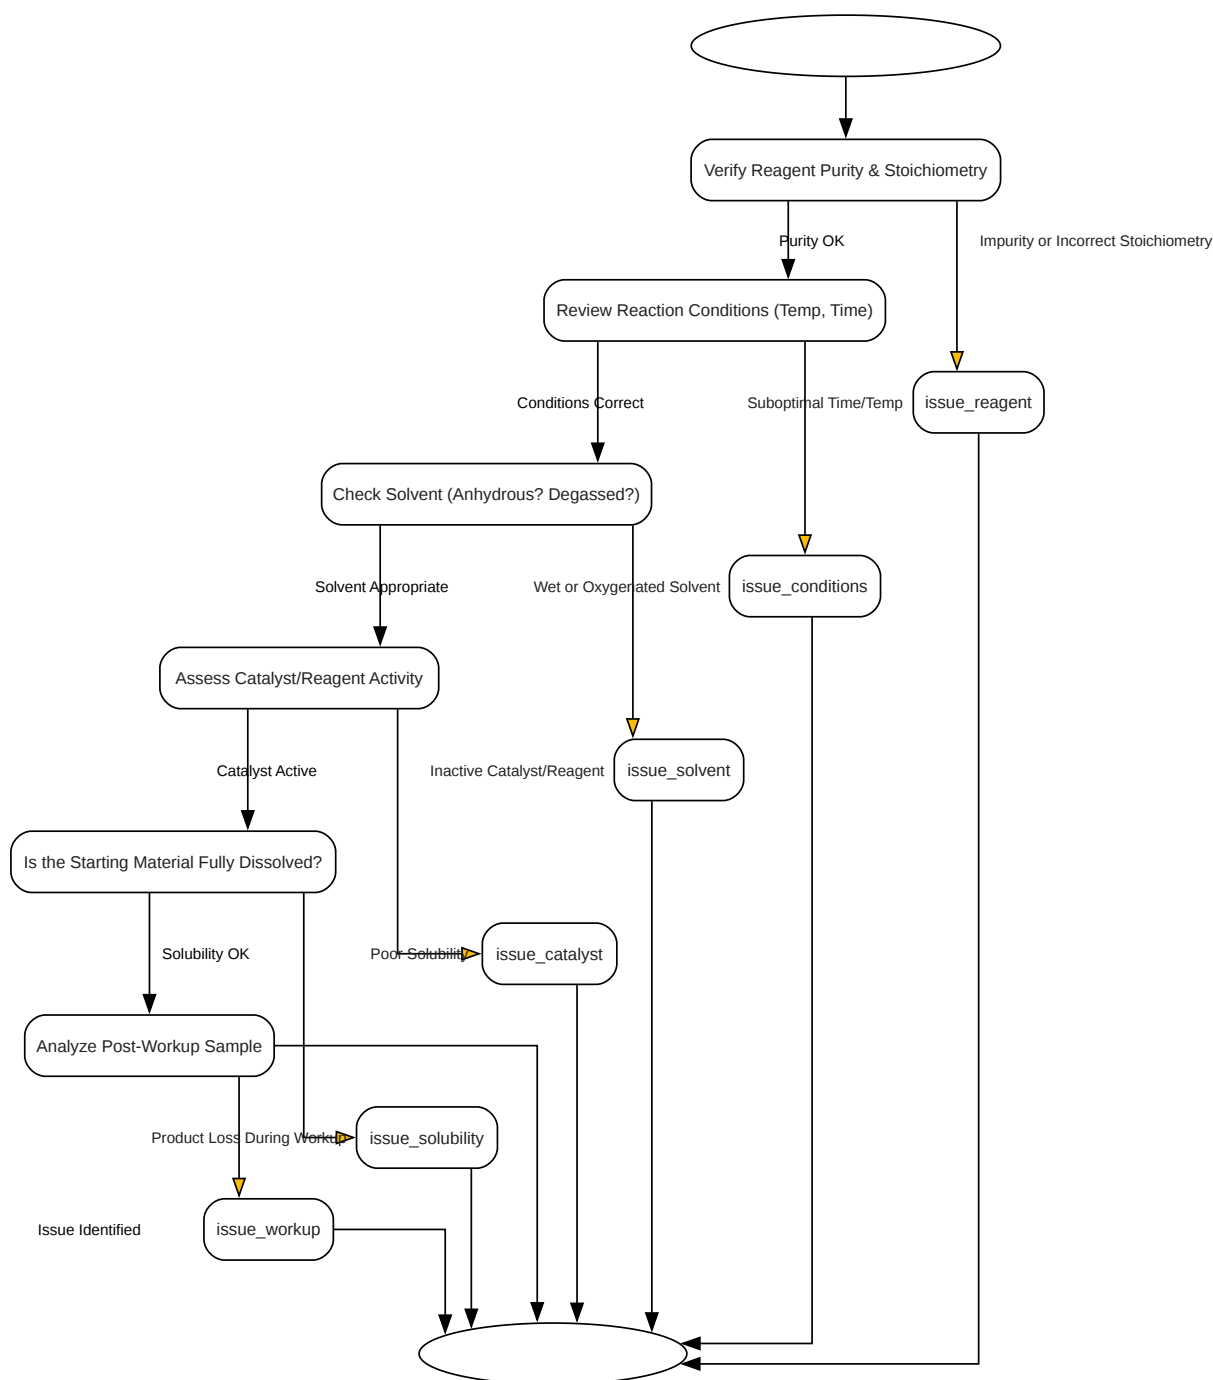 Verify Reagent Purity & Stoichiometry
Purity OK
Impurity or Incorrect Stoichiometry
Review Reaction Conditions (Temp, Time)
Conditions Correct
Suboptimal Time/Temp
issue_reagent
Check Solvent (Anhydrous? Degassed?)
Solvent Appropriate
Wet or Oxygenated Solvent
issue_conditions
Assess Catalyst/Reagent Activity
Catalyst Active
Inactive Catalyst/Reagent
issue_solvent
Is the Starting Material Fully Dissolved?
Solubility OK
Poor Solubility
issue_catalyst
Analyze Post-Workup Sample
Product Loss During Workup
issue_solubility
Issue Identified
issue_workup